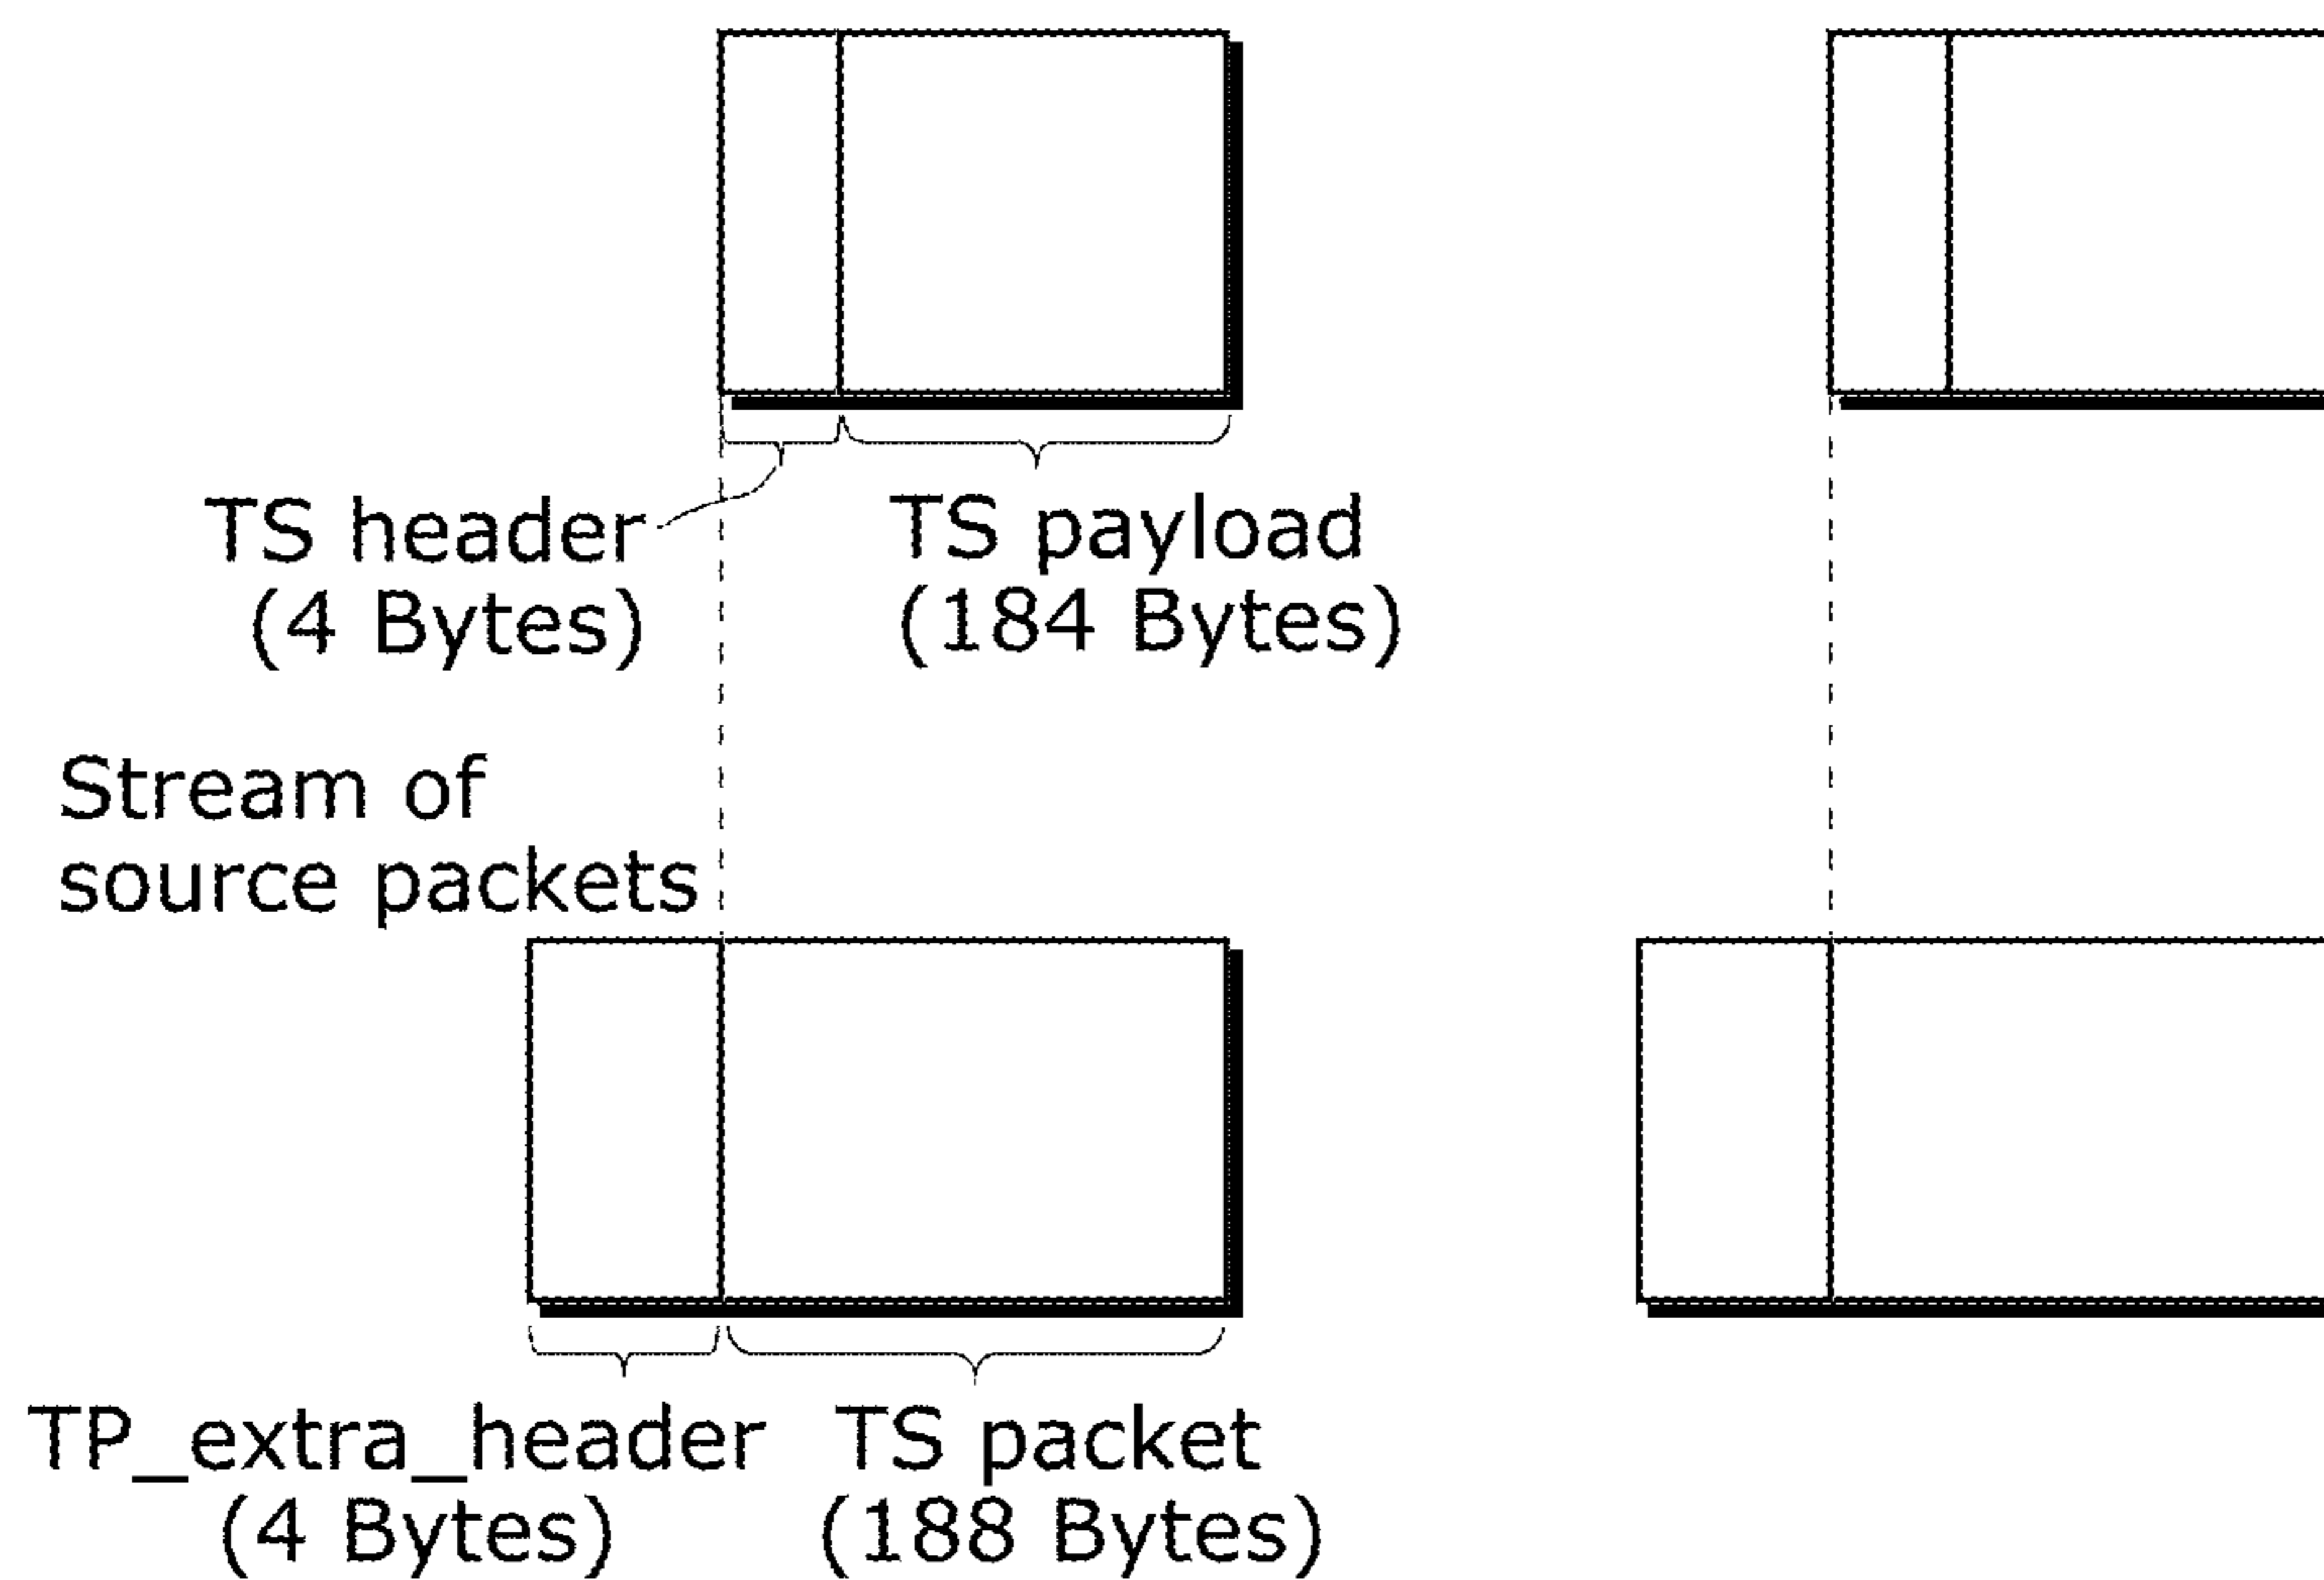 TS header
(4 Bytes)
TS payload
(184 Bytes)
Stream of
source packets
TP_extra_header
(4 Bytes)
TS packet
(188 Bytes)